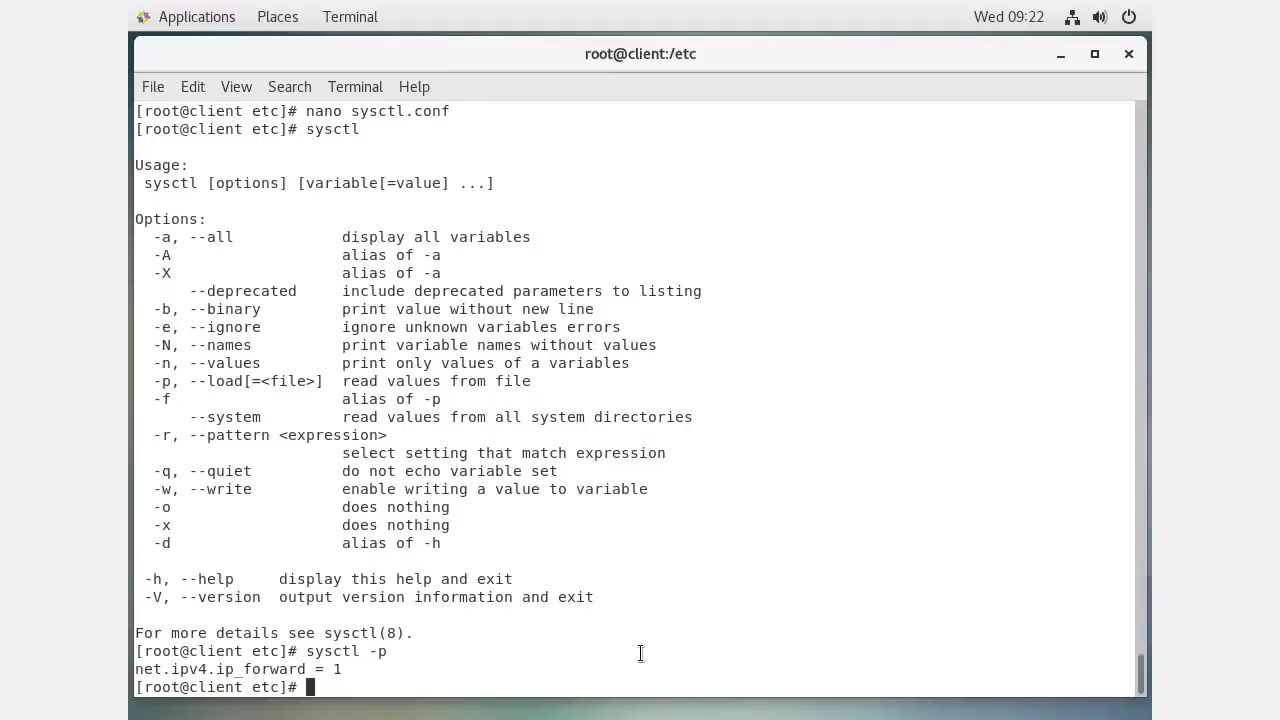 Applications Places Terminal Wed 09:22
root@client:/etc
File Edit View Search Terminal Help
[root@client etc]# nano sysctl.conf
[root@client etc]# sysctl
Usage:
 sysctl [options] [variable[=value] ...]
Options:
  -a, --all            display all variables
  -A                   alias of -a
  -X                   alias of -a
      --deprecated     include deprecated parameters to listing
  -b, --binary         print value without new line
  -e, --ignore         ignore unknown variables errors
  -N, --names          print variable names without values
  -n, --values         print only values of a variables
  -p, --load[=<file>]  read values from file
  -f                   alias of -p
      --system         read values from all system directories
  -r, --pattern <expression>
                       select setting that match expression
  -q, --quiet          do not echo variable set
  -w, --write          enable writing a value to variable
  -o                   does nothing
  -x                   does nothing
  -d                   alias of -h
 -h, --help     display this help and exit
 -V, --version  output version information and exit
For more details see sysctl(8).
[root@client etc]# sysctl -p
net.ipv4.ip_forward = 1
[root@client etc]#